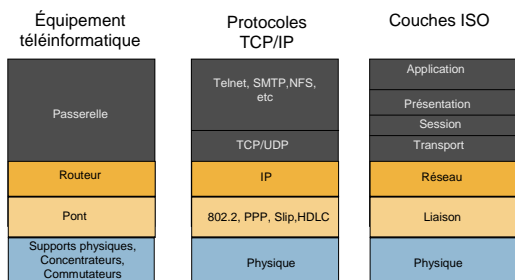 Équipement
téléinformatique
Passerelle
Routeur
Pont
Supports physiques,
Concentrateurs,
Commutateurs
Protocoles
TCP/IP
Telnet, SMTP,NFS,
etc
TCP/UDP
IP
802.2, PPP, Slip,HDLC
Physique
Couches ISO
Application
Présentation
Session
Transport
Réseau
Liaison
Physique